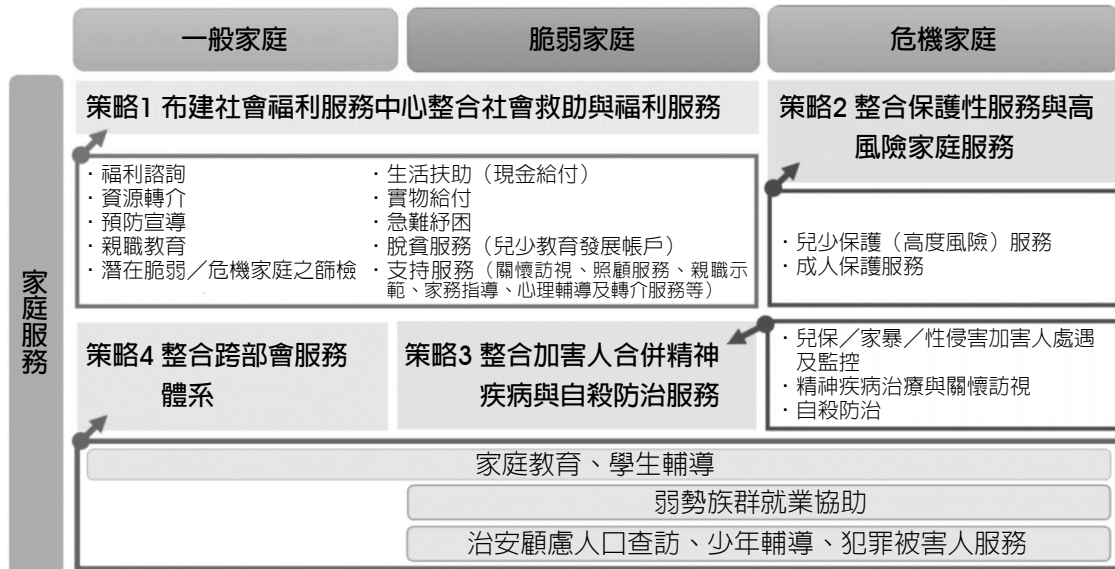 一般家庭
脆弱家庭
危機家庭
家庭服務
策略1 布建社會福利服務中心整合社會救助與福利服務
‧福利諮詢
‧資源轉介
‧預防宣導
‧親職教育
‧潛在脆弱／危機家庭之篩檢
‧生活扶助（現金給付）
‧實物給付
‧急難紓困
‧脫貧服務（兒少教育發展帳戶）
‧支持服務（關懷訪視、照顧服務、親職示
範、家務指導、心理輔導及轉介服務等）
策略2 整合保護性服務與高
風險家庭服務
‧兒少保護（高度風險）服務
‧成人保護服務
策略4 整合跨部會服務
體系
策略3 整合加害人合併精神
疾病與自殺防治服務
‧兒保／家暴／性侵害加害人處遇
及監控
‧精神疾病治療與關懷訪視
‧自殺防治
家庭教育、學生輔導
弱勢族群就業協助
治安顧慮人口查訪、少年輔導、犯罪被害人服務